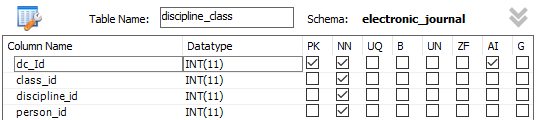 Table Name: discipline_class Schema: electronic_journal
Column Name Datatype PK NN UQ B UN ZF AI G
dc_Id INT(11)
class_id INT(11)
discipline_id INT(11)
person_id INT(11)